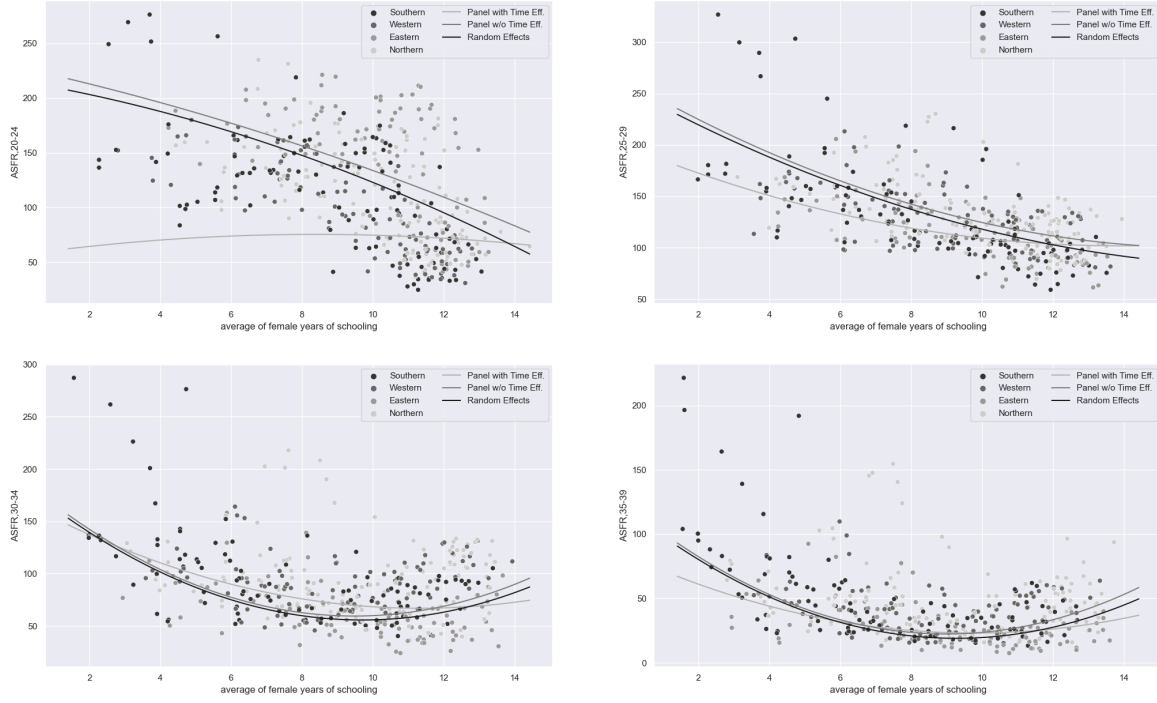 Southern Panel with Time Eff.
Western Panel w/o Time Eff.
Eastern Random Effects
Northern
ASFR,20-24
250
200
150
100
50
2 4 6 8 10 12 14
average of female years of schooling
Southern Panel with Time Eff.
Western Panel w/o Time Eff.
Eastern Random Effects
Northern
ASFR,25-29
300
250
200
150
100
50
2 4 6 8 10 12 14
average of female years of schooling
Southern Panel with Time Eff.
Western Panel w/o Time Eff.
Eastern Random Effects
Northern
ASFR,30-34
300
250
200
150
100
50
2 4 6 8 10 12 14
average of female years of schooling
Southern Panel with Time Eff.
Western Panel w/o Time Eff.
Eastern Random Effects
Northern
ASFR,35-39
200
150
100
50
0
2 4 6 8 10 12 14
average of female years of schooling